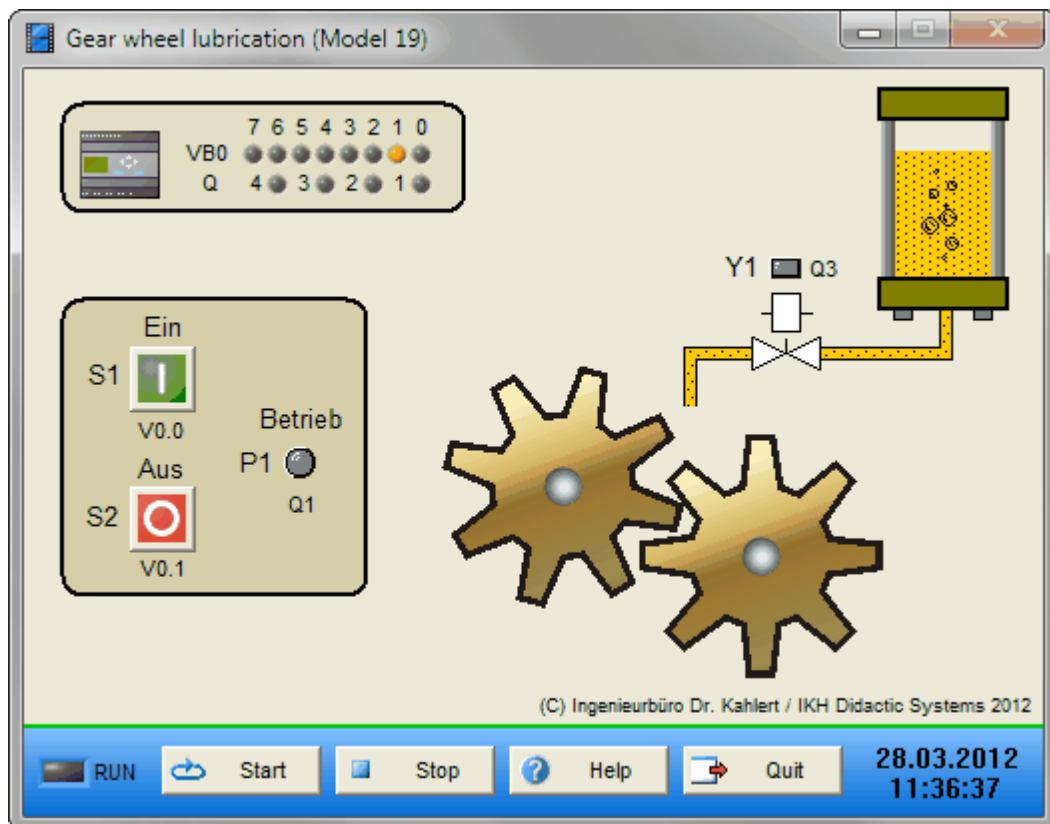 Gear wheel lubrication (Model 19)
7 6 5 4 3 2 1 0
VB0
Q 4 3 2 1
Y1 Q3
Ein
S1
V0.0
Betrieb
Aus
P1
S2
Q1
V0.1
(C) Ingenieurbüro Dr. Kahlert / IKH Didactic Systems 2012
RUN Start Stop Help Quit
28.03.2012
11:36:37